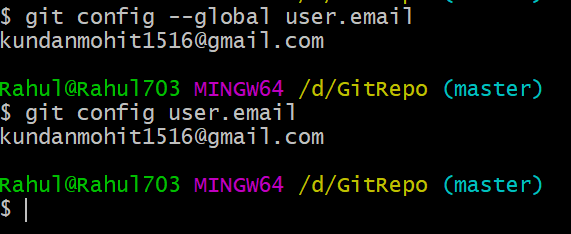 $ git config --global user.email
kundanmohit1516@gmail.com
Rahul@Rahul703 MINGW64 /d/GitRepo (master)
$ git config user.email
kundanmohit1516@gmail.com
Rahul@Rahul703 MINGW64 /d/GitRepo (master)
$